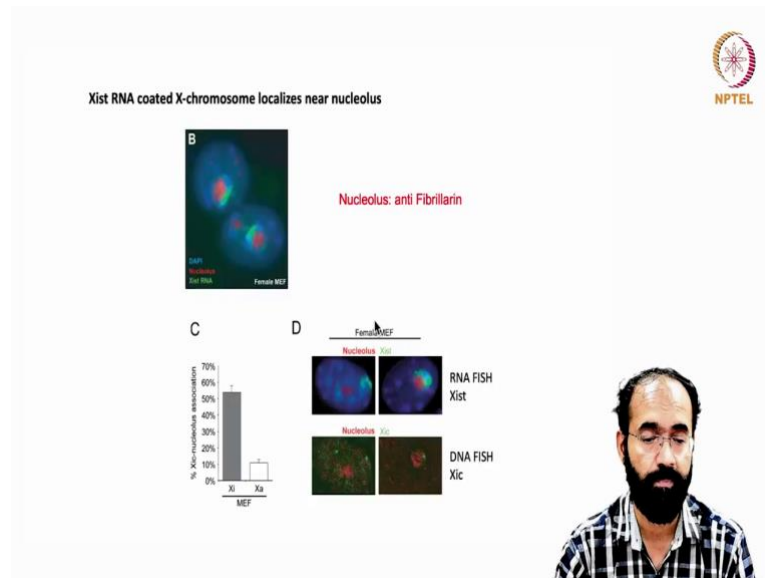 NPTEL
Xist RNA coated X-chromosome localizes near nucleolus
B
DAPI
Nucleolus
Xist RNA
Female MEF
Nucleolus: anti Fibrillarin
C
% Xic-nucleolus association
70%
60%
50%
40%
30%
20%
10%
0%
Xi Xa
MEF
D
Female MEF
Nucleolus Xist
RNA FISH
Xist
Nucleolus Xic
DNA FISH
Xic